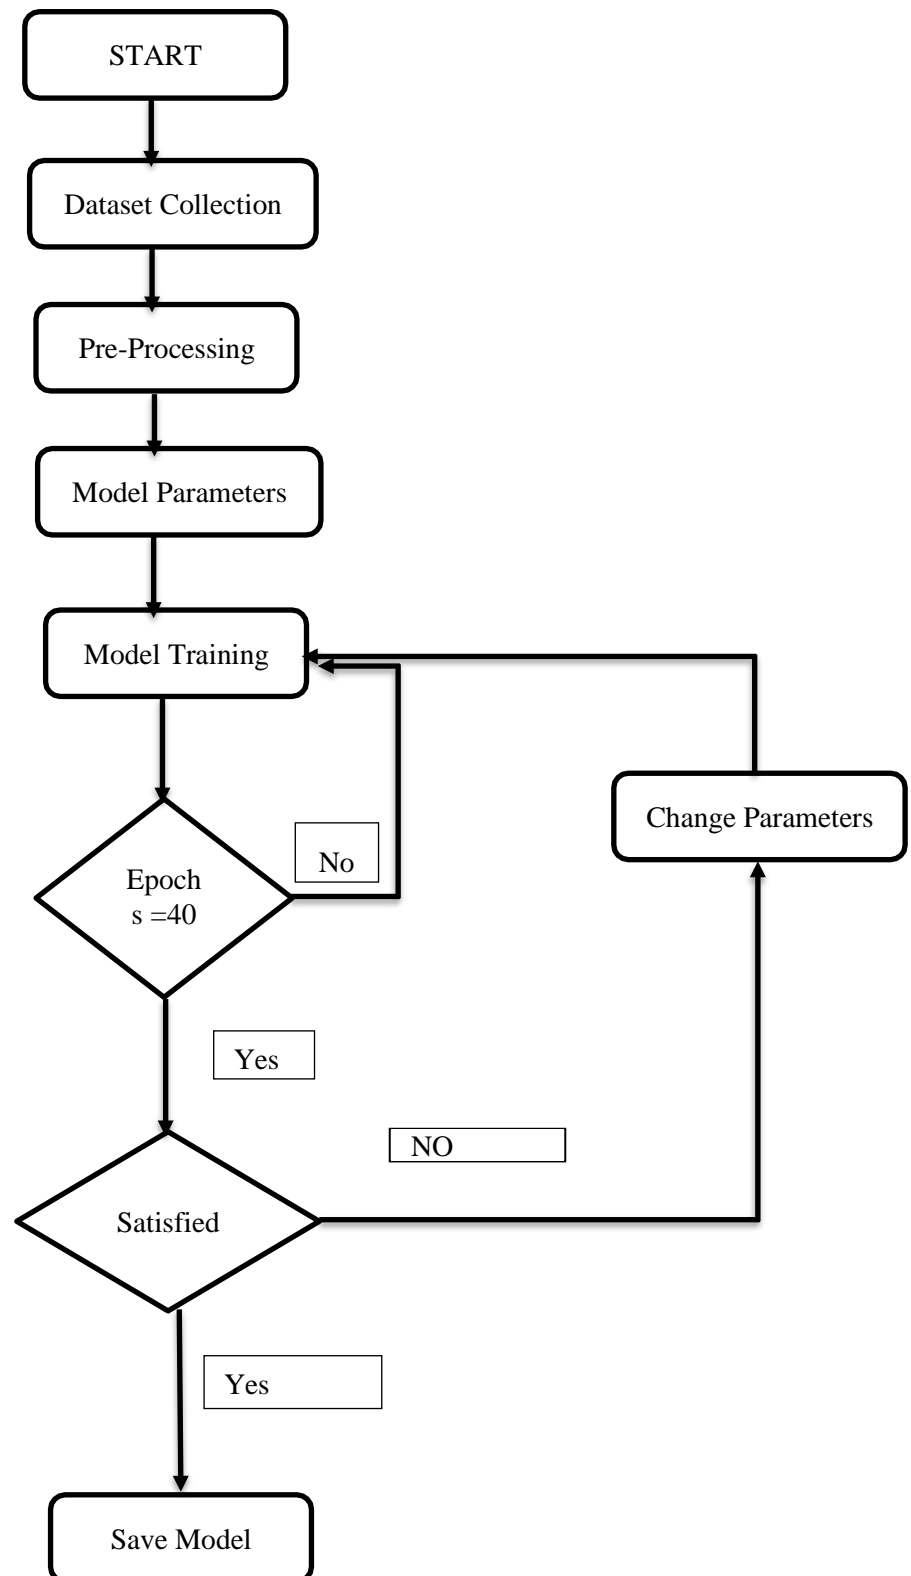 START
Dataset Collection
Pre-Processing
Model Parameters
Model Training
Change Parameters
No
Epoch
s =40
Yes
NO
Satisfied
Yes
Save Model